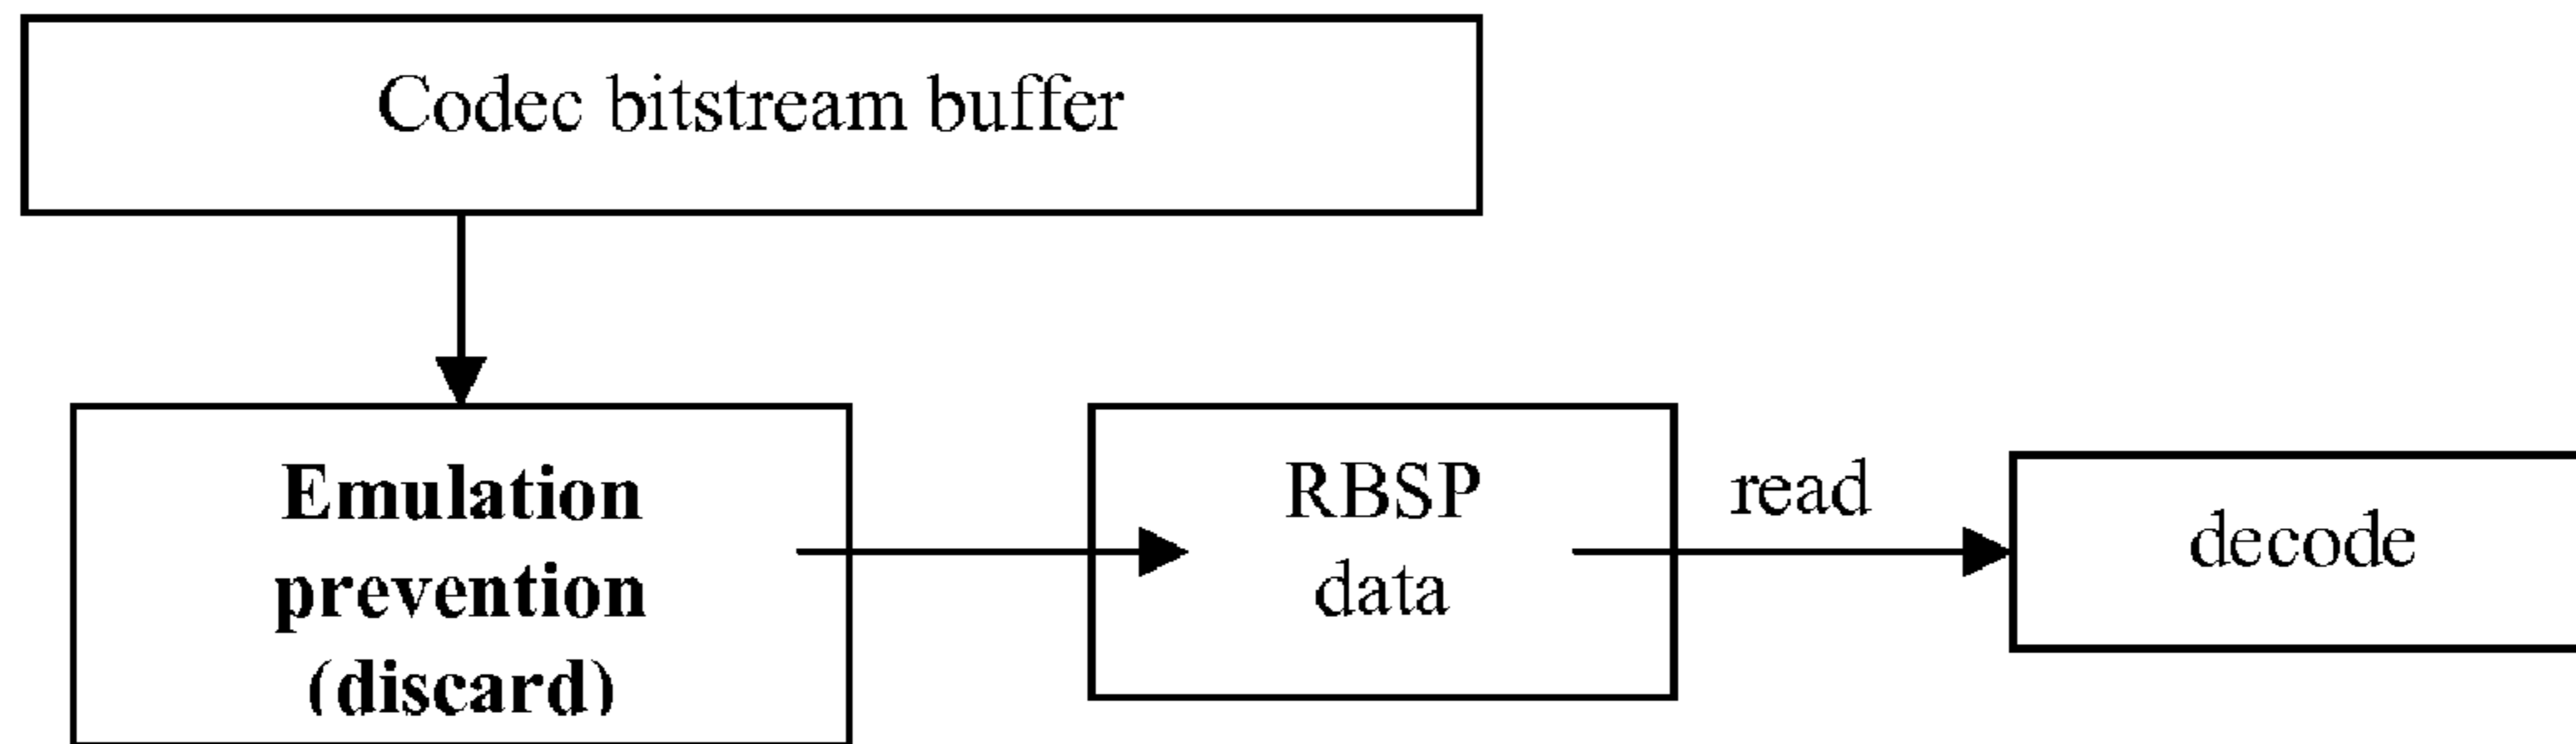 Codec bitstream buffer
Emulation
prevention
(discard)
RBSP
data
read
decode